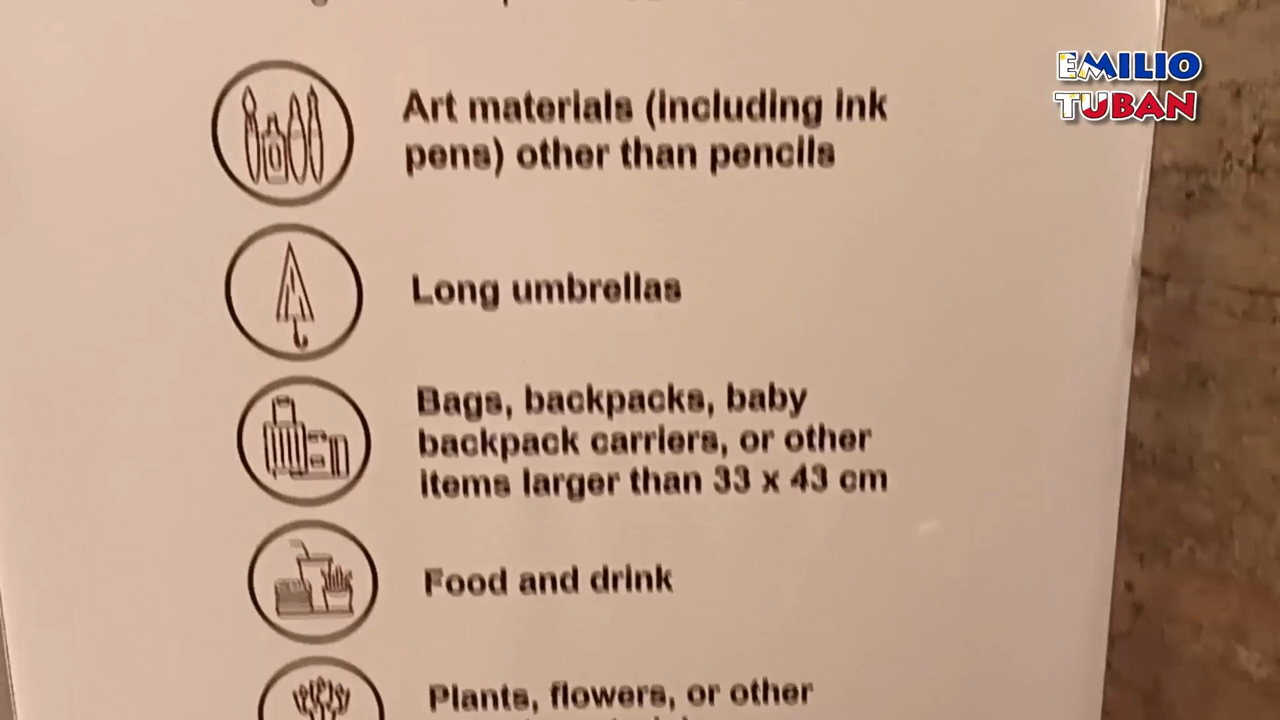 EMILIO
TUBAN
Art materials (including ink
pens) other than pencils
Long umbrellas
Bags, backpacks, baby
backpack carriers, or other
items larger than 33 x 43 cm
Food and drink
Plants, flowers, or other